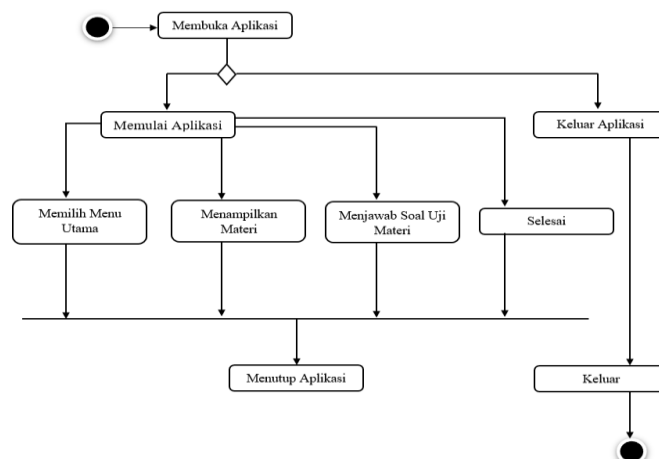 Membuka Aplikasi
Memulai Aplikasi
Keluar Aplikasi
Memilih Menu
Utama
Menampilkan
Materi
Menjawab Soal Uji
Materi
Selesai
Menutup Aplikasi
Keluar